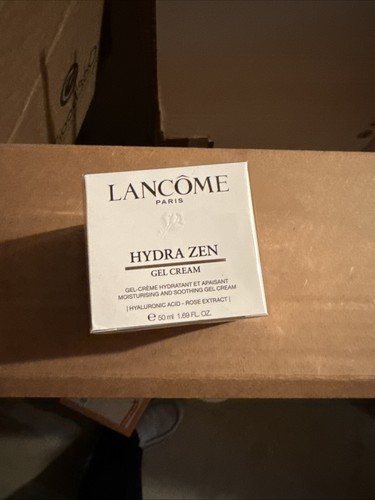 LANCÔME
PARIS
HYDRA ZEN
GEL CREAM
GEL-CRÈME HYDRATANT ET APAISANT
MOISTURISING AND SOOTHING GEL CREAM
| HYALURONIC ACID - ROSE EXTRACT |
℮ 50 ml 1.69 FL. OZ.